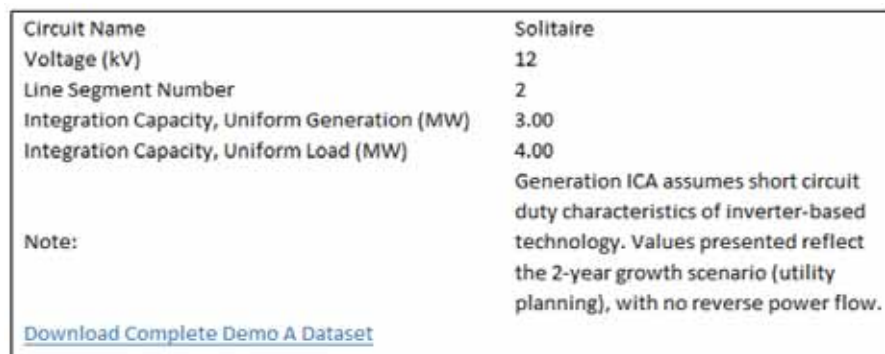 Circuit Name Solitaire
Voltage (kV) 12
Line Segment Number 2
Integration Capacity, Uniform Generation (MW) 3.00
Integration Capacity, Uniform Load (MW) 4.00
Generation ICA assumes short circuit
duty characteristics of inverter-based
Note: technology. Values presented reflect
the 2-year growth scenario (utility
planning), with no reverse power flow.
Download Complete Demo A Dataset